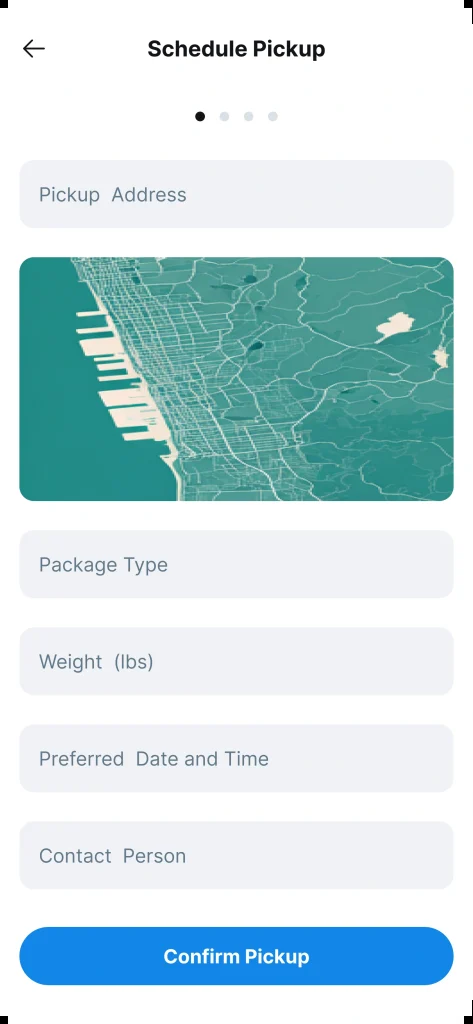 Schedule Pickup
Pickup Address
Package Type
Weight (lbs)
Preferred Date and Time
Contact Person
Confirm Pickup